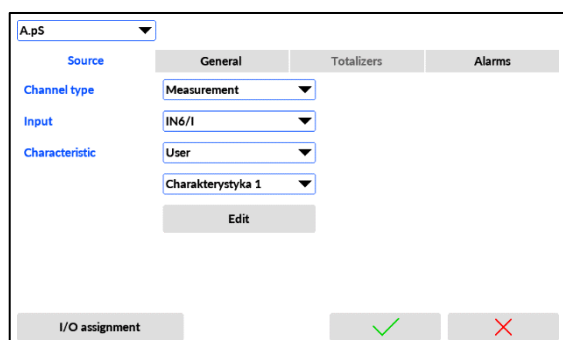 A.pS
Source General Totalizers Alarms
Channel type Measurement
Input IN6/I
Characteristic User
Charakterystyka 1
Edit
I/O assignment